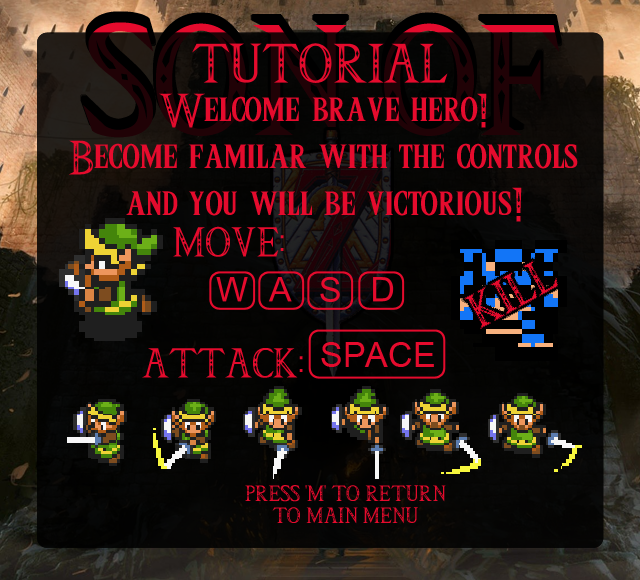 SON OF
TUTORIAL
WELCOME BRAVE HERO!
BECOME FAMILAR WITH THE CONTROLS
AND YOU WILL BE VICTORIOUS!
MOVE:
W A S D
KILL
ATTACK: SPACE
PRESS 'M' TO RETURN
TO MAIN MENU